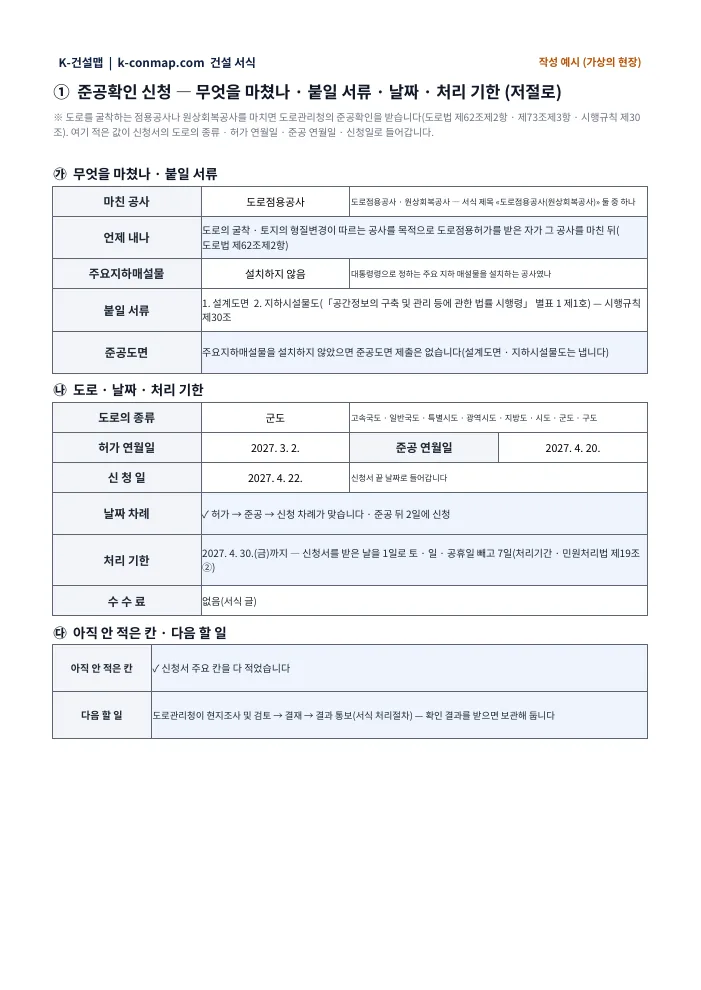 K-건설맵 | k-conmap.com 건설 서식
작성 예시 (가상의 현장)
① 준공확인 신청 — 무엇을 마쳤나 · 붙일 서류 · 날짜 · 처리 기한 (저절로)
※ 도로를 굴착하는 점용공사나 원상회복공사를 마치면 도로관리청의 준공확인을 받습니다(도로법 제62조제2항 · 제73조제3항 · 시행규칙 제30
조). 여기 적은 값이 신청서의 도로의 종류 · 허가 연월일 · 준공 연월일 · 신청일로 들어갑니다.
㉮ 무엇을 마쳤나 · 붙일 서류
마친 공사
도로점용공사
도로점용공사 · 원상회복공사 — 서식 제목 «도로점용공사(원상회복공사)» 둘 중 하나
언제 내나
도로의 굴착 · 토지의 형질변경이 따르는 공사를 목적으로 도로점용허가를 받은 자가 그 공사를 마친 뒤(
도로법 제62조제2항)
주요지하매설물
설치하지 않음
대통령령으로 정하는 주요 지하 매설물을 설치하는 공사였나
붙일 서류
1. 설계도면 2. 지하시설물도(「공간정보의 구축 및 관리 등에 관한 법률 시행령」 별표 1 제1호) — 시행규칙
제30조
준공도면
주요지하매설물을 설치하지 않았으면 준공도면 제출은 없습니다(설계도면 · 지하시설물도는 냅니다)
㉯ 도로 · 날짜 · 처리 기한
도로의 종류
군도
고속국도 · 일반국도 · 특별시도 · 광역시도 · 지방도 · 시도 · 군도 · 구도
허가 연월일
2027. 3. 2.
준공 연월일
2027. 4. 20.
신 청 일
2027. 4. 22.
신청서 끝 날짜로 들어갑니다
날짜 차례
✓ 허가 → 준공 → 신청 차례가 맞습니다 · 준공 뒤 2일에 신청
처리 기한
2027. 4. 30.(금)까지 — 신청서를 받은 날을 1일로 토 · 일 · 공휴일 빼고 7일(처리기간 · 민원처리법 제19조
②)
수 수 료
없음(서식 글)
㉰ 아직 안 적은 칸 · 다음 할 일
아직 안 적은 칸
✓ 신청서 주요 칸을 다 적었습니다
다음 할 일
도로관리청이 현지조사 및 검토 → 결재 → 결과 통보(서식 처리절차) — 확인 결과를 받으면 보관해 둡니다